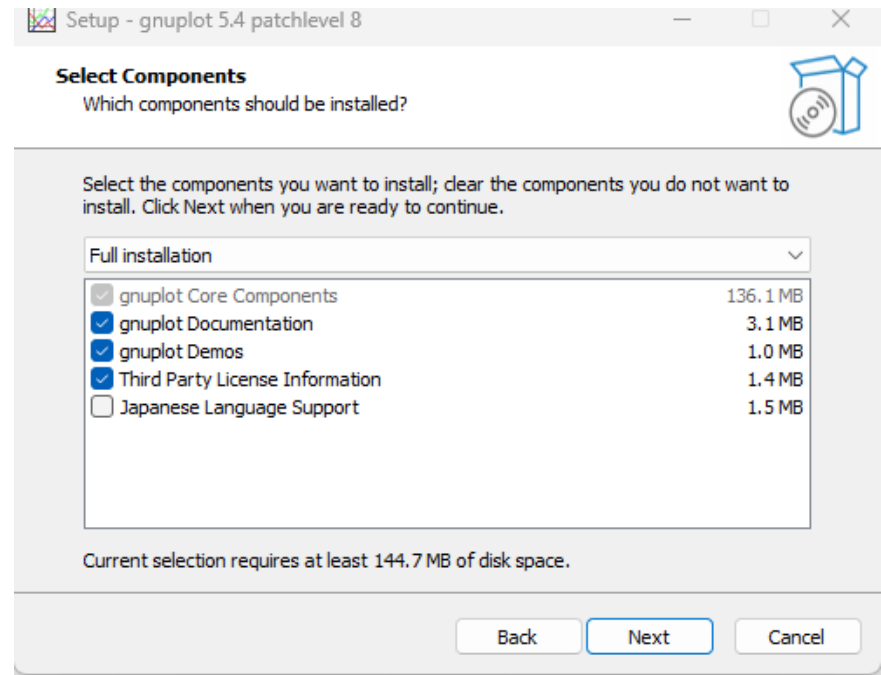 Setup - gnuplot 5.4 patchlevel 8
Select Components
Which components should be installed?
Select the components you want to install; clear the components you do not want to
install. Click Next when you are ready to continue.
Full installation
gnuplot Core Components 136.1 MB
gnuplot Documentation 3.1 MB
gnuplot Demos 1.0 MB
Third Party License Information 1.4 MB
Japanese Language Support 1.5 MB
Current selection requires at least 144.7 MB of disk space.
Back Next Cancel